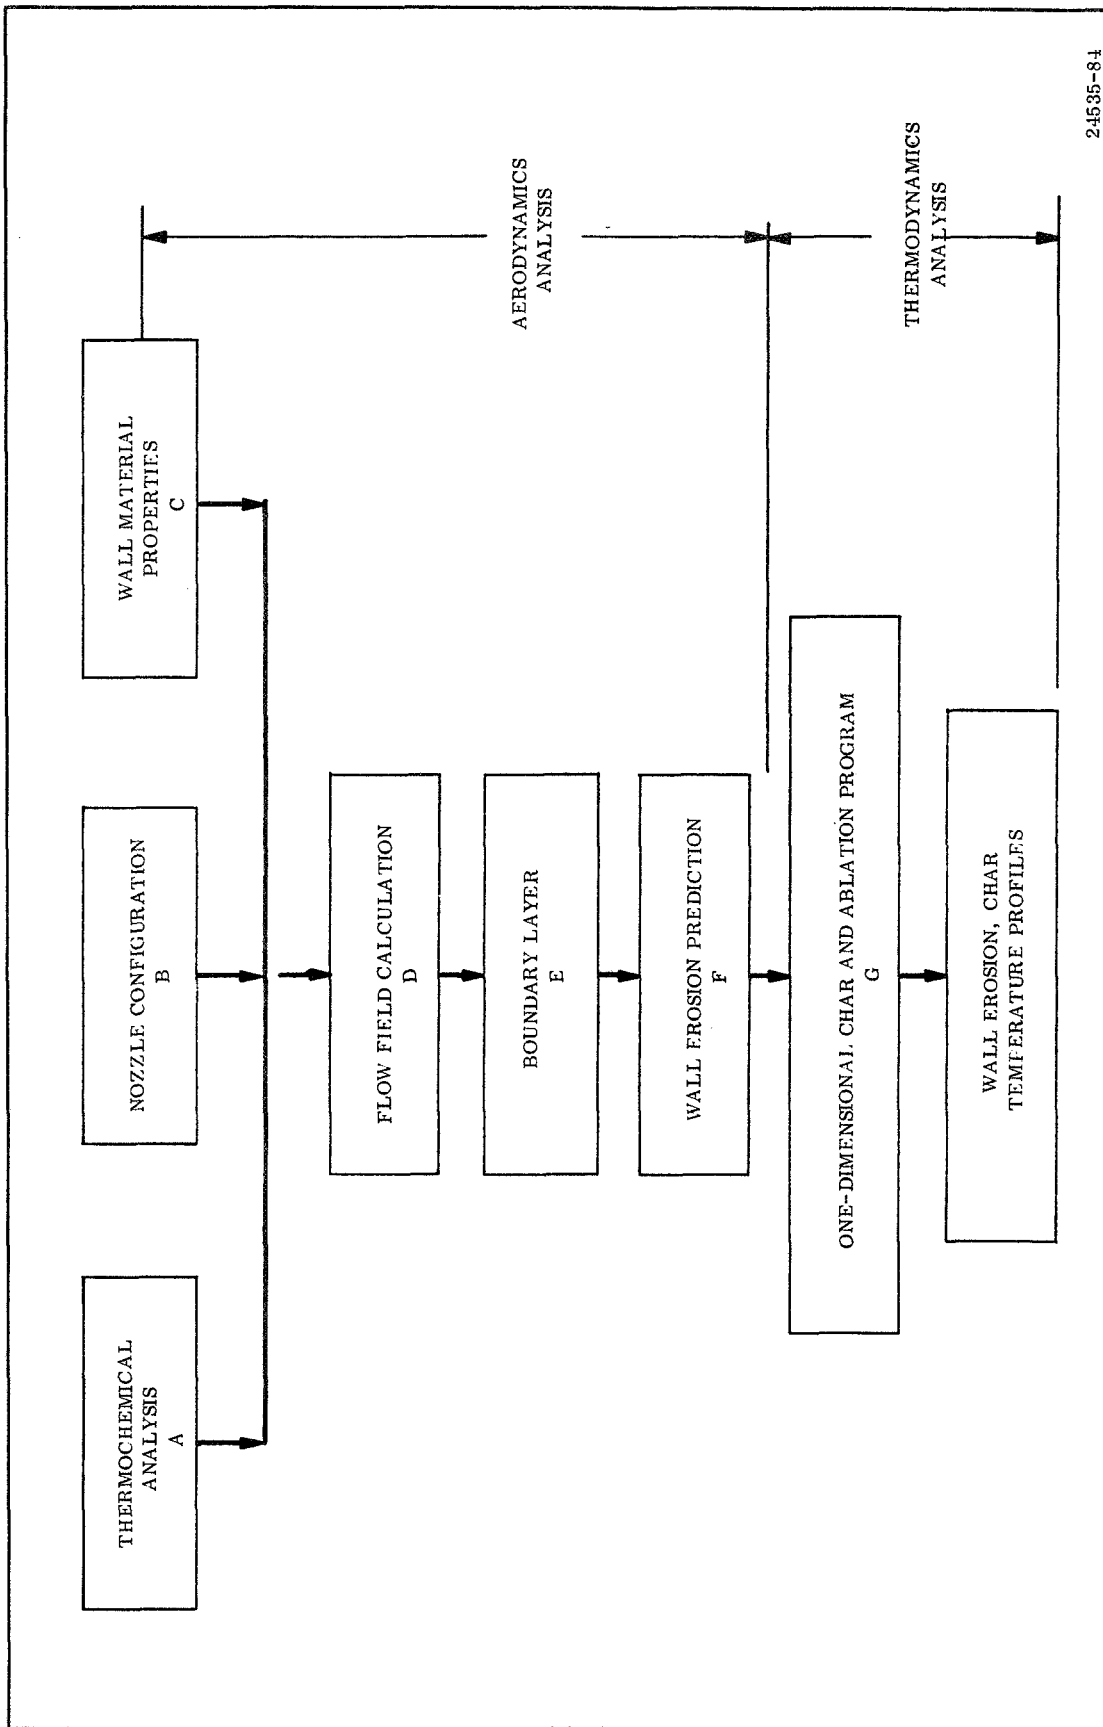 THERMOCHEMICAL
ANALYSIS
A
NOZZLE CONFIGURATION
B
WALL MATERIAL
PROPERTIES
C
FLOW FIELD CALCULATION
D
BOUNDARY LAYER
E
WALL EROSION PREDICTION
F
AERODYNAMICS
ANALYSIS
ONE-DIMENSIONAL CHAR AND ABLATION PROGRAM
G
WALL EROSION, CHAR
TEMPERATURE PROFILES
THERMODYNAMICS
ANALYSIS
24535-84